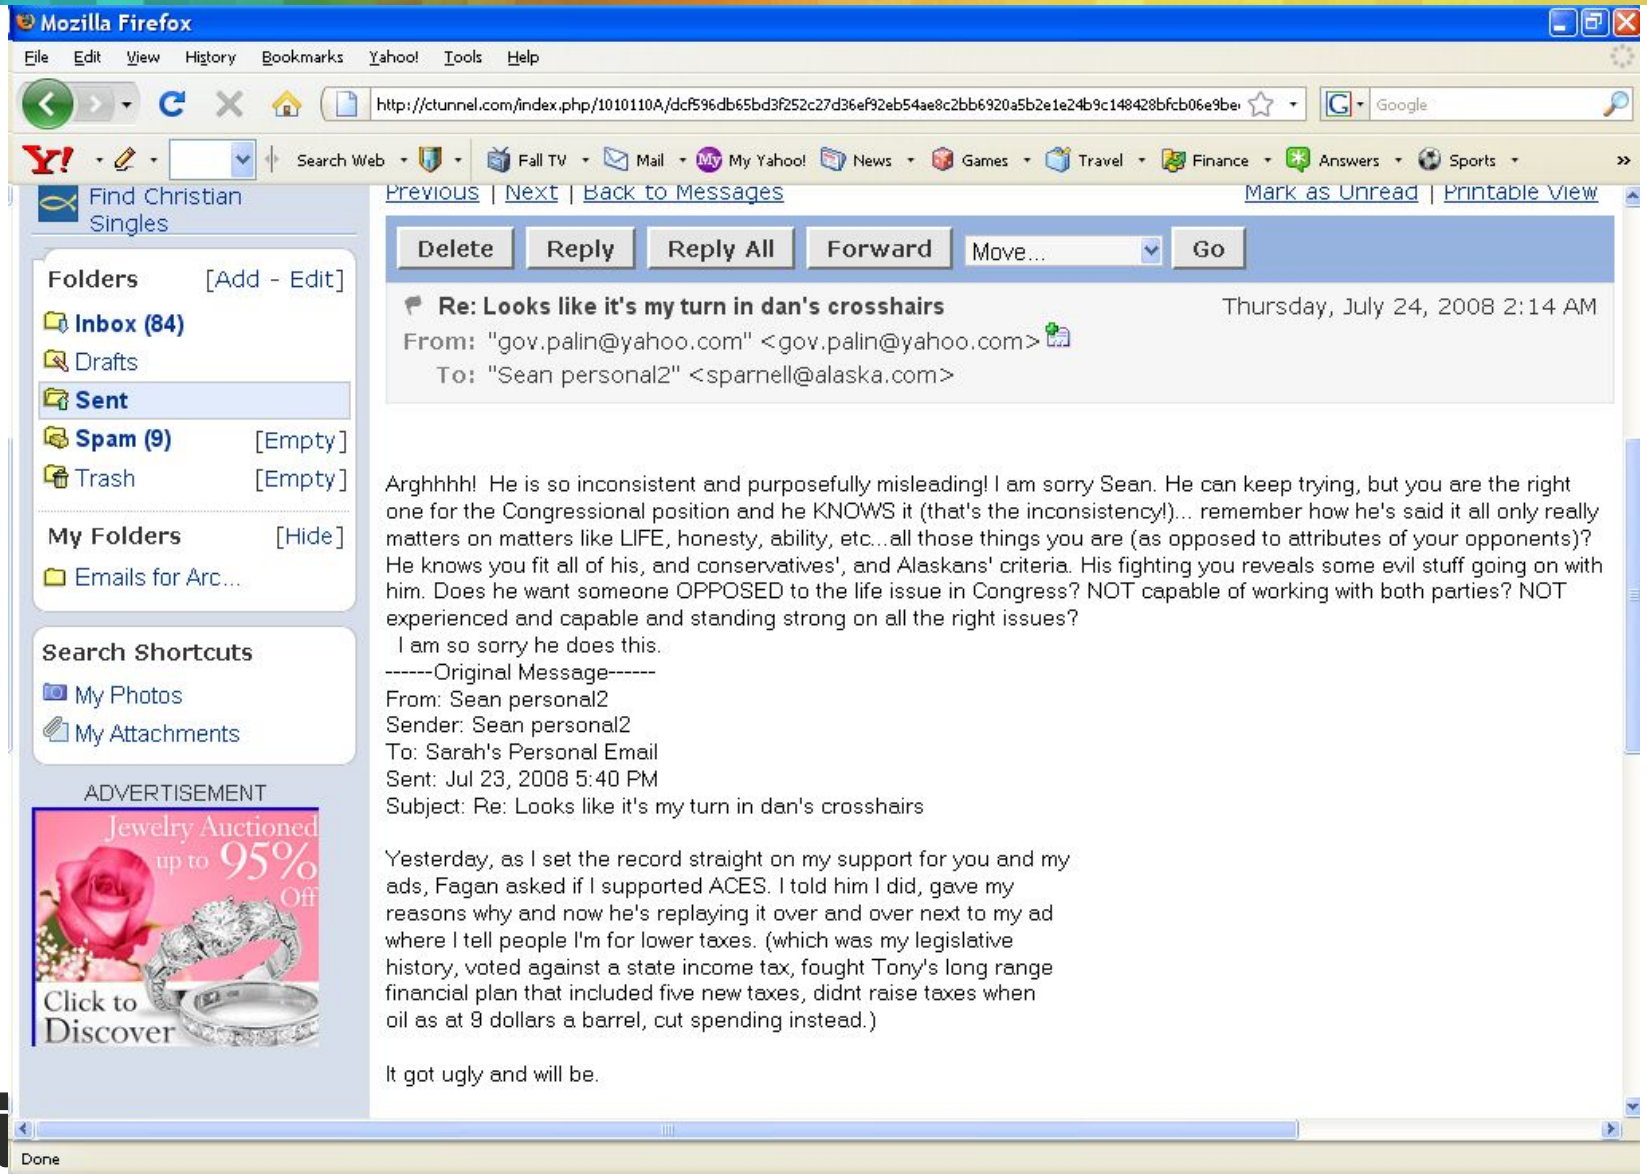 Mozilla Firefox
File Edit View History Bookmarks Yahoo! Tools Help
http://ctunnel.com/index.php/1010110A/dcf596db65bd3f252c27d36ef92eb54ae8c2bb6920a5b2e1e24b9c148428bfcb06e9be
G Google
Y! Search Web Fall TV Mail My My Yahoo! News Games Travel Finance Answers Sports »
Find Christian
Singles
Previous | Next | Back to Messages Mark as Unread | Printable View
Delete Reply Reply All Forward Move... Go
Folders [Add - Edit]
Inbox (84)
Drafts
Sent
Spam (9) [Empty]
Trash [Empty]
My Folders [Hide]
Emails for Arc...
Search Shortcuts
My Photos
My Attachments
ADVERTISEMENT
Jewelry Auctioned
up to 95%
Off
Click to
Discover
Re: Looks like it's my turn in dan's crosshairs Thursday, July 24, 2008 2:14 AM
From: "gov.palin@yahoo.com" <gov.palin@yahoo.com>
To: "Sean personal2" <sparnell@alaska.com>
Arghhhh! He is so inconsistent and purposefully misleading! I am sorry Sean. He can keep trying, but you are the right
one for the Congressional position and he KNOWS it (that's the inconsistency!)... remember how he's said it all only really
matters on matters like LIFE, honesty, ability, etc...all those things you are (as opposed to attributes of your opponents)?
He knows you fit all of his, and conservatives', and Alaskans' criteria. His fighting you reveals some evil stuff going on with
him. Does he want someone OPPOSED to the life issue in Congress? NOT capable of working with both parties? NOT
experienced and capable and standing strong on all the right issues?
I am so sorry he does this.
------Original Message------
From: Sean personal2
Sender: Sean personal2
To: Sarah's Personal Email
Sent: Jul 23, 2008 5:40 PM
Subject: Re: Looks like it's my turn in dan's crosshairs
Yesterday, as I set the record straight on my support for you and my
ads, Fagan asked if I supported ACES. I told him I did, gave my
reasons why and now he's replaying it over and over next to my ad
where I tell people I'm for lower taxes. (which was my legislative
history, voted against a state income tax, fought Tony's long range
financial plan that included five new taxes, didnt raise taxes when
oil as at 9 dollars a barrel, cut spending instead.)
It got ugly and will be.
Done